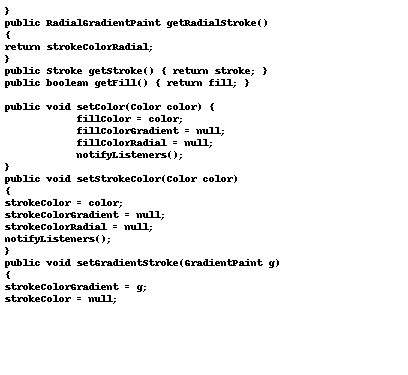 }
public RadialGradientPaint getRadialStroke()
{
return strokeColorRadial;
}
public Stroke getStroke() { return stroke; }
public boolean getFill() { return fill; }

public void setColor(Color color) {
            fillColor = color;
            fillColorGradient = null;
            fillColorRadial = null;
            notifyListeners();
}
public void setStrokeColor(Color color)
{
strokeColor = color;
strokeColorGradient = null;
strokeColorRadial = null;
notifyListeners();
}
public void setGradientStroke(GradientPaint g)
{
strokeColorGradient = g;
strokeColor = null;